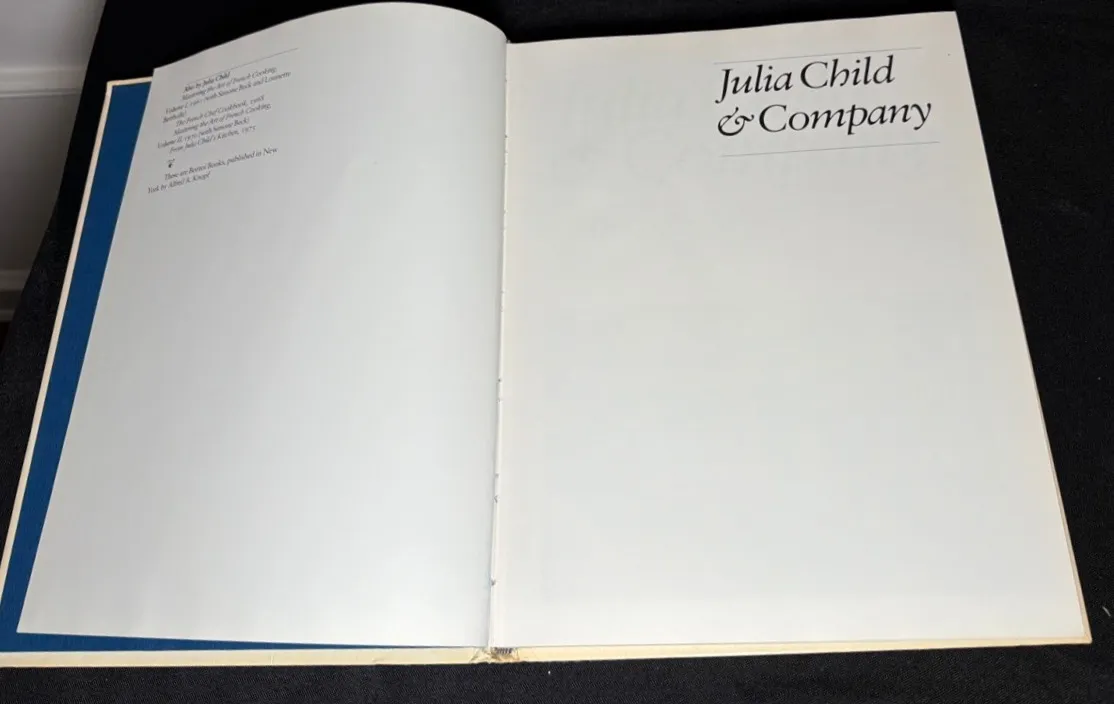 Also by Julia Child
Mastering the Art of French Cooking,
Volume I, 1961 (with Simone Beck and Louisette
Bertholle)
The French Chef Cookbook, 1968
Mastering the Art of French Cooking,
Volume II, 1970 (with Simone Beck)
From Julia Child's Kitchen, 1975
These are Borzoi Books, published in New
York by Alfred A. Knopf
Julia Child
& Company